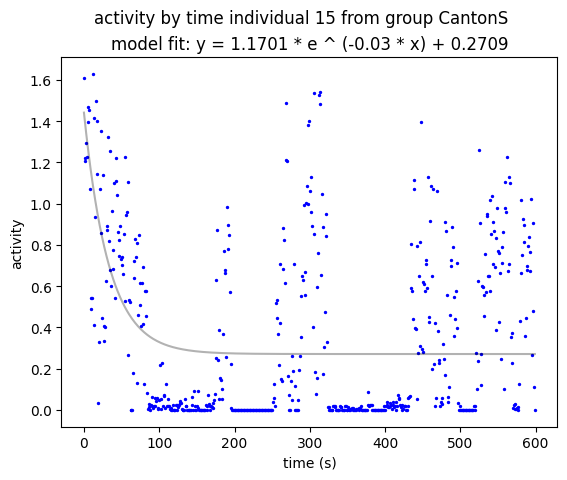 activity by time individual 15 from group CantonS
model fit: y = 1.1701 * e ^ (-0.03 * x) + 0.2709
1.6
1.4
1.2
1.0
0.8
0.6
0.4
0.2
0.0
activity
0 100 200 300 400 500 600
time (s)